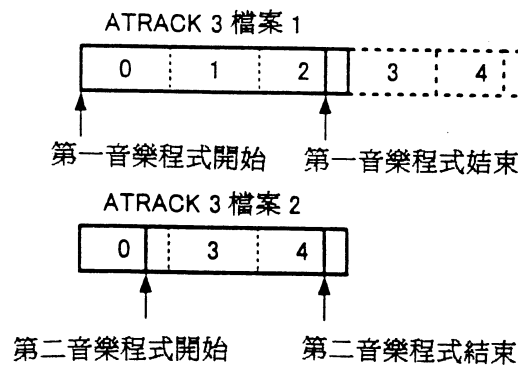 ATRACK 3 檔案 1
0 1 2 3 4
第一音樂程式開始 第一音樂程式結束
ATRACK 3 檔案 2
0 3 4
第二音樂程式開始 第二音樂程式結束